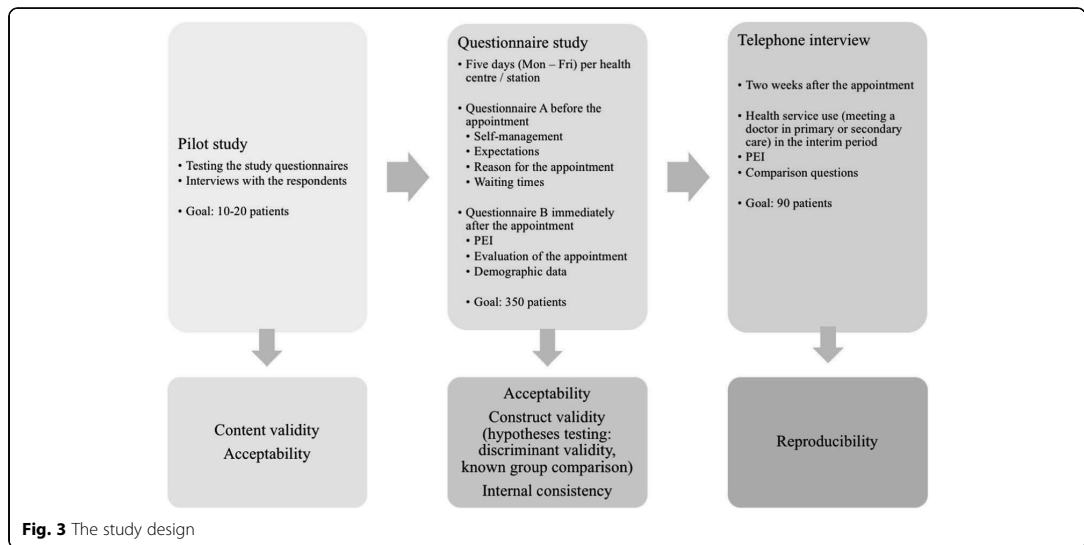 Pilot study
• Testing the study questionnaires
• Interviews with the respondents
• Goal: 10-20 patients
Questionnaire study
• Five days (Mon – Fri) per health
centre / station
• Questionnaire A before the
appointment
• Self-management
• Expectations
• Reason for the appointment
• Waiting times
• Questionnaire B immediately
after the appointment
• PEI
• Evaluation of the appointment
• Demographic data
• Goal: 350 patients
Telephone interview
• Two weeks after the appointment
• Health service use (meeting a
doctor in primary or secondary
care) in the interim period
• PEI
• Comparison questions
• Goal: 90 patients
Content validity
Acceptability
Acceptability
Construct validity
(hypotheses testing:
discriminant validity,
known group comparison)
Internal consistency
Reproducibility
Fig. 3 The study design